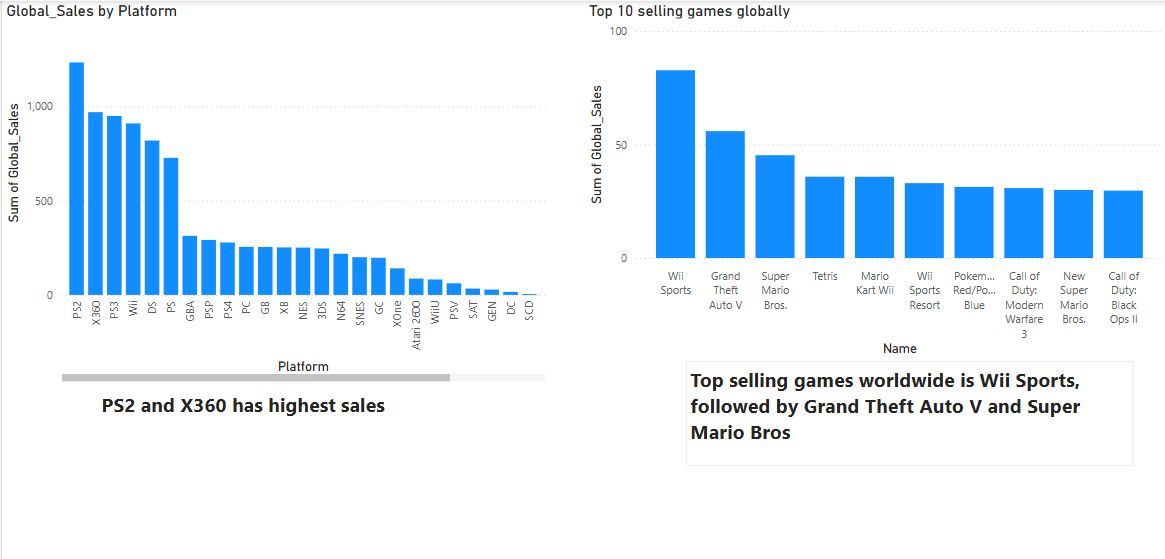 Global_Sales by Platform
Sum of Global_Sales
1,000
500
0
PS2
X360
PS3
Wii
DS
PS
GBA
PSP
PS4
PC
GB
XB
NES
3DS
N64
SNES
GC
XOne
Atari 2600
WiiU
PSV
SAT
GEN
DC
SCD
Platform
PS2 and X360 has highest sales
Top 10 selling games globally
Sum of Global_Sales
100
50
0
Wii
Sports
Grand
Theft
Auto V
Super
Mario
Bros.
Tetris
Mario
Kart Wii
Wii
Sports
Resort
Pokem...
Red/Po...
Blue
Call of
Duty:
Modern
Warfare
3
New
Super
Mario
Bros.
Call of
Duty:
Black
Ops II
Name
Top selling games worldwide is Wii Sports,
followed by Grand Theft Auto V and Super
Mario Bros